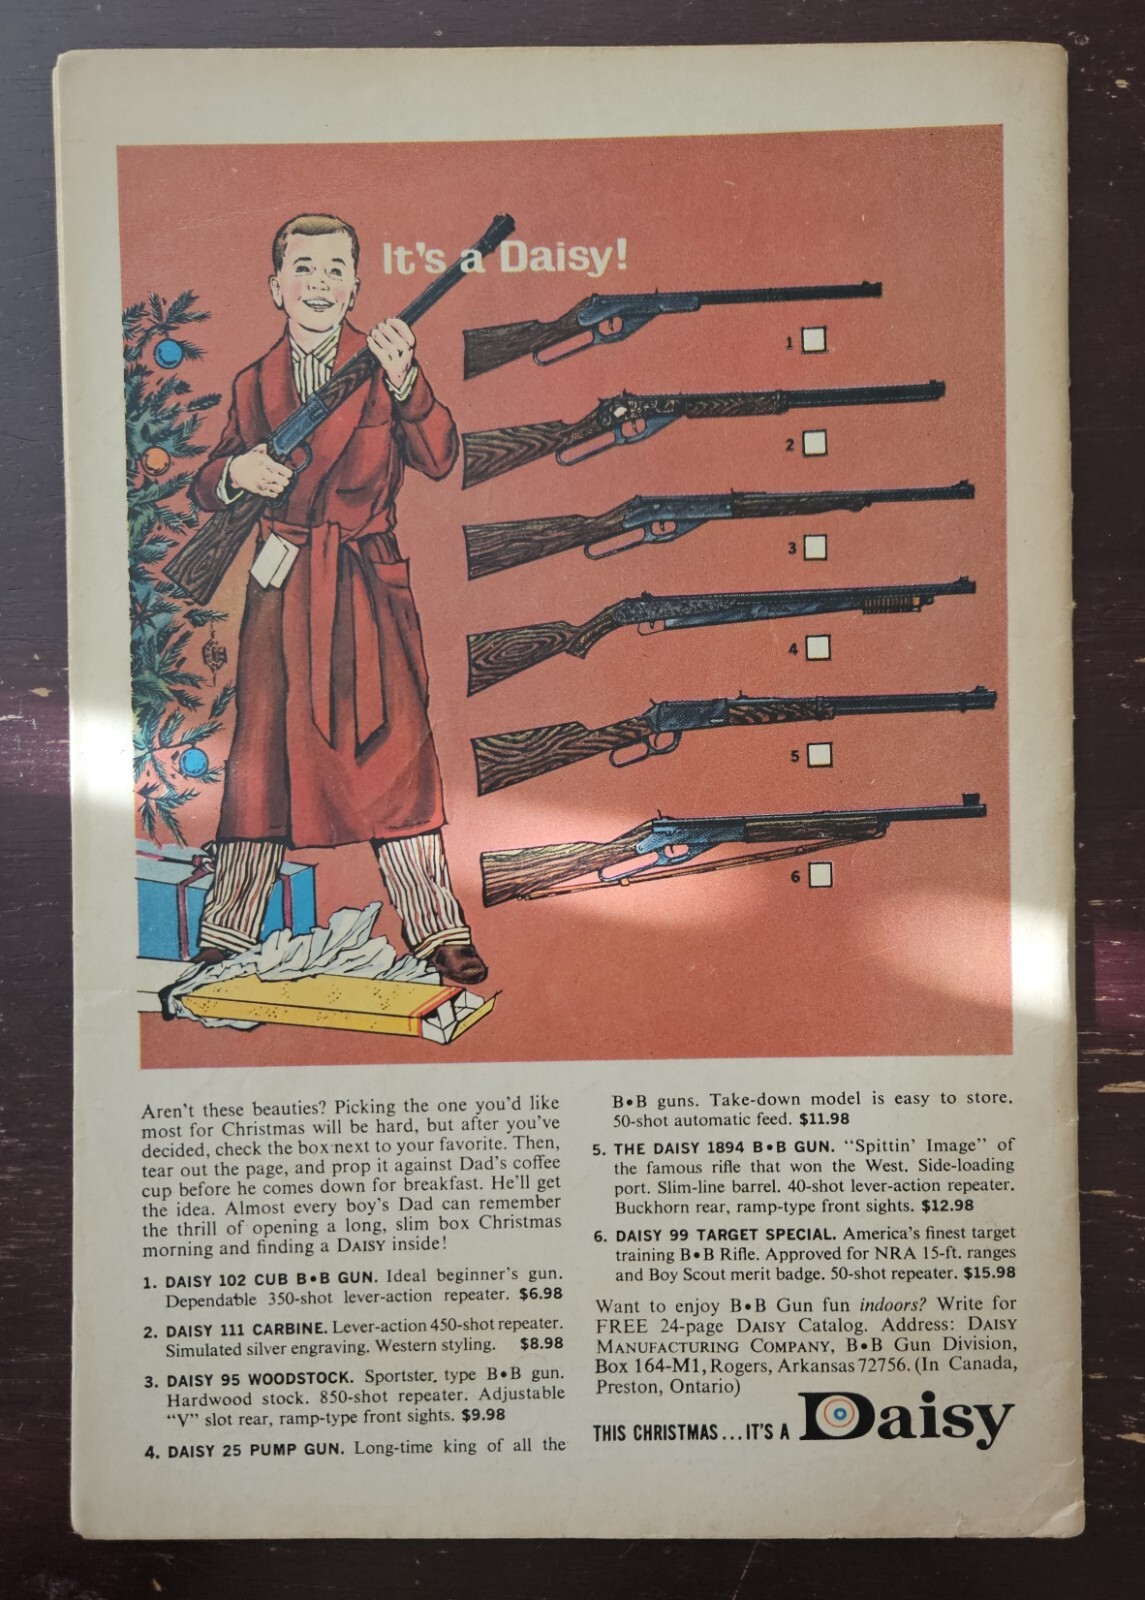 It's a Daisy!
1
2
3
4
5
6
Aren't these beauties? Picking the one you'd like
most for Christmas will be hard, but after you've
decided, check the box next to your favorite. Then,
tear out the page, and prop it against Dad's coffee
cup before he comes down for breakfast. He'll get
the idea. Almost every boy's Dad can remember
the thrill of opening a long, slim box Christmas
morning and finding a DAISY inside!
1. DAISY 102 CUB B•B GUN. Ideal beginner's gun.
Dependable 350-shot lever-action repeater. $6.98
2. DAISY 111 CARBINE. Lever-action 450-shot repeater.
Simulated silver engraving. Western styling. $8.98
3. DAISY 95 WOODSTOCK. Sportster type B•B gun.
Hardwood stock. 850-shot repeater. Adjustable
"V" slot rear, ramp-type front sights. $9.98
4. DAISY 25 PUMP GUN. Long-time king of all the
B•B guns. Take-down model is easy to store.
50-shot automatic feed. $11.98
5. THE DAISY 1894 B•B GUN. "Spittin' Image" of
the famous rifle that won the West. Side-loading
port. Slim-line barrel. 40-shot lever-action repeater.
Buckhorn rear, ramp-type front sights. $12.98
6. DAISY 99 TARGET SPECIAL. America's finest target
training B•B Rifle. Approved for NRA 15-ft. ranges
and Boy Scout merit badge. 50-shot repeater. $15.98
Want to enjoy B•B Gun fun indoors? Write for
FREE 24-page DAISY Catalog. Address: DAISY
MANUFACTURING COMPANY, B•B Gun Division,
Box 164-M1, Rogers, Arkansas 72756. (In Canada,
Preston, Ontario)
THIS CHRISTMAS...IT'S A Daisy